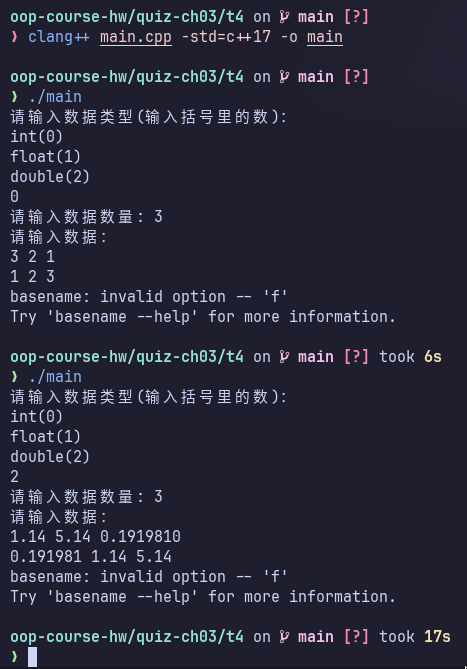 oop-course-hw/quiz-ch03/t4 on main [?]
❯ clang++ main.cpp -std=c++17 -o main
oop-course-hw/quiz-ch03/t4 on main [?]
❯ ./main
请输入数据类型(输入括号里的数):
int(0)
float(1)
double(2)
0
请输入数据数量: 3
请输入数据:
3 2 1
1 2 3
basename: invalid option -- 'f'
Try 'basename --help' for more information.
oop-course-hw/quiz-ch03/t4 on main [?] took 6s
❯ ./main
请输入数据类型(输入括号里的数):
int(0)
float(1)
double(2)
2
请输入数据数量: 3
请输入数据:
1.14 5.14 0.1919810
0.191981 1.14 5.14
basename: invalid option -- 'f'
Try 'basename --help' for more information.
oop-course-hw/quiz-ch03/t4 on main [?] took 17s
❯